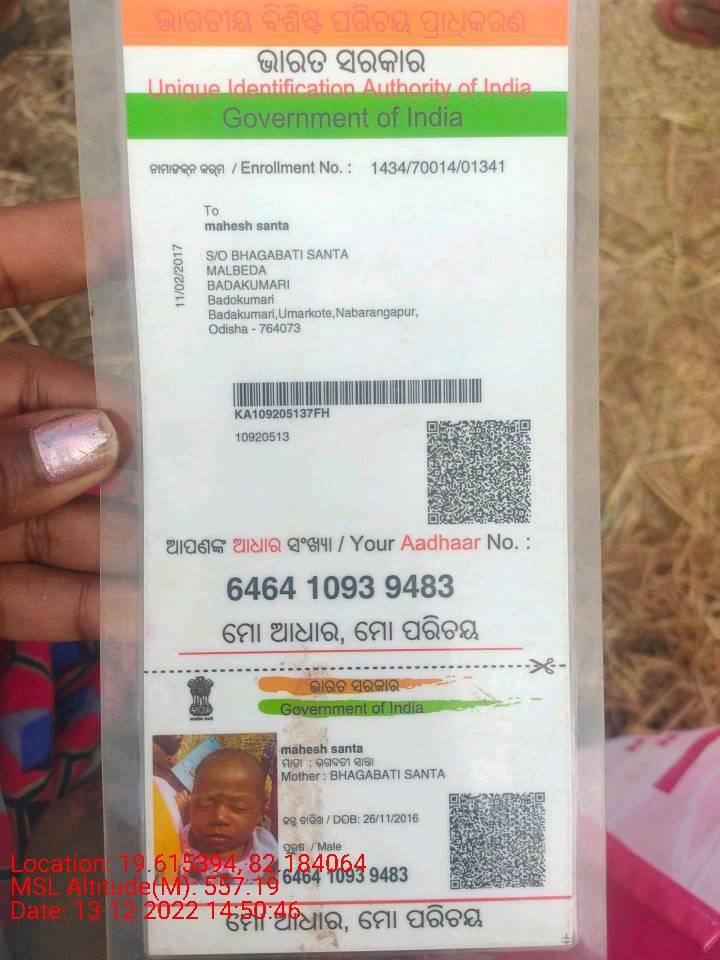 ଭାରତୀୟ ବିଶିଷ୍ଟ ପରିଚୟ ପ୍ରାଧିକରଣ
ଭାରତ ସରକାର
Unique Identification Authority of India
Government of India
ନାମାଙ୍କନ କ୍ରମ / Enrollment No. : 1434/70014/01341
To
mahesh santa
11/02/2017
S/O BHAGABATI SANTA
MALBEDA
BADAKUMARI
Badokumari
Badakumari,Umarkote,Nabarangapur,
Odisha - 764073
KA109205137FH
10920513
ଆପଣଙ୍କ ଆଧାର ସଂଖ୍ୟା / Your Aadhaar No. :
6464 1093 9483
ମୋ ଆଧାର, ମୋ ପରିଚୟ
ଭାରତ ସରକାର
Government of India
mahesh santa
ମାତା : ଭଗବତୀ ସାନ୍ତା
Mother : BHAGABATI SANTA
ଜନ୍ମ ତାରିଖ / DOB: 26/11/2016
ପୁରୁଷ / Male
6464 1093 9483
ମୋ ଆଧାର, ମୋ ପରିଚୟ
Location: 19.615394, 82.184064
MSL Altitude(M): 557.19
Date: 13-12-2022 14:50:46